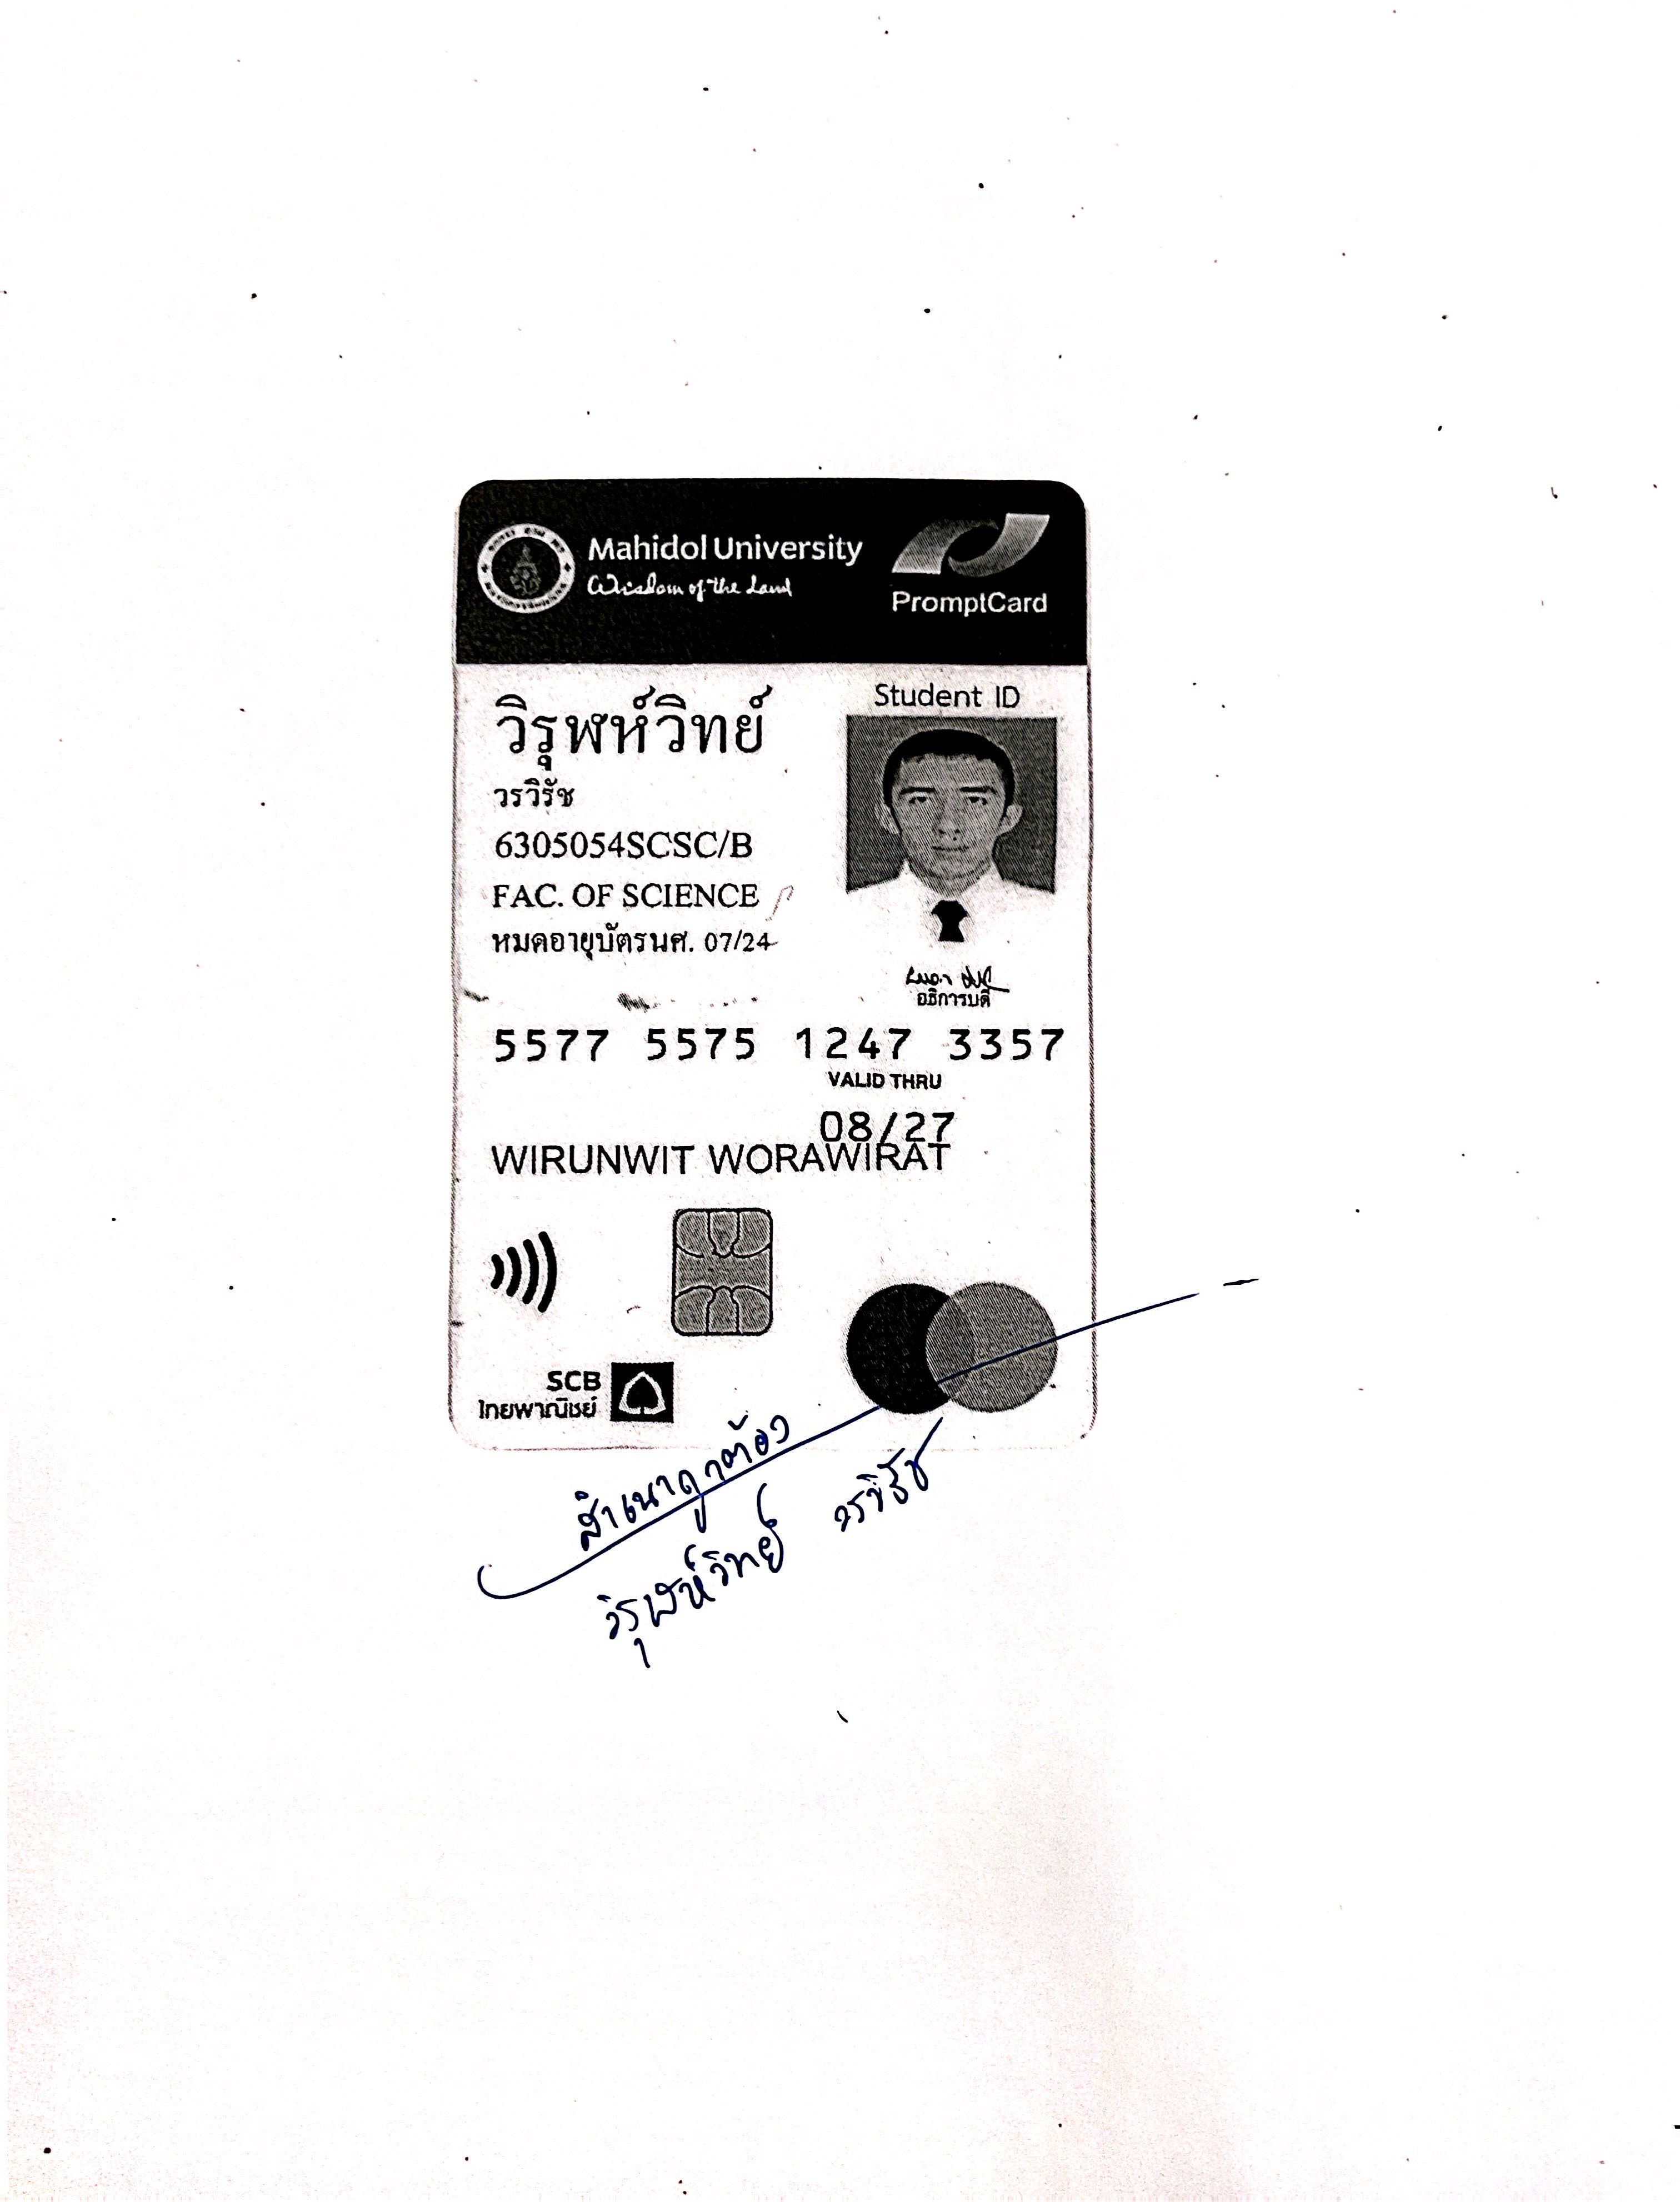 Mahidol University
Wisdom of the Land
PromptCard
Student ID
วิรุฬห์วิทย์
วรวิรัช
6305054SCSC/B
FAC. OF SCIENCE
หมดอายุบัตรนศ. 07/24
อธิการบดี
5577 5575 1247 3357
VALID THRU
08/27
WIRUNWIT WORAWIRAT
SCB
ไทยพาณิชย์
สำเนาถูกต้อง
วิรุฬห์วิทย์ วรวิรัช